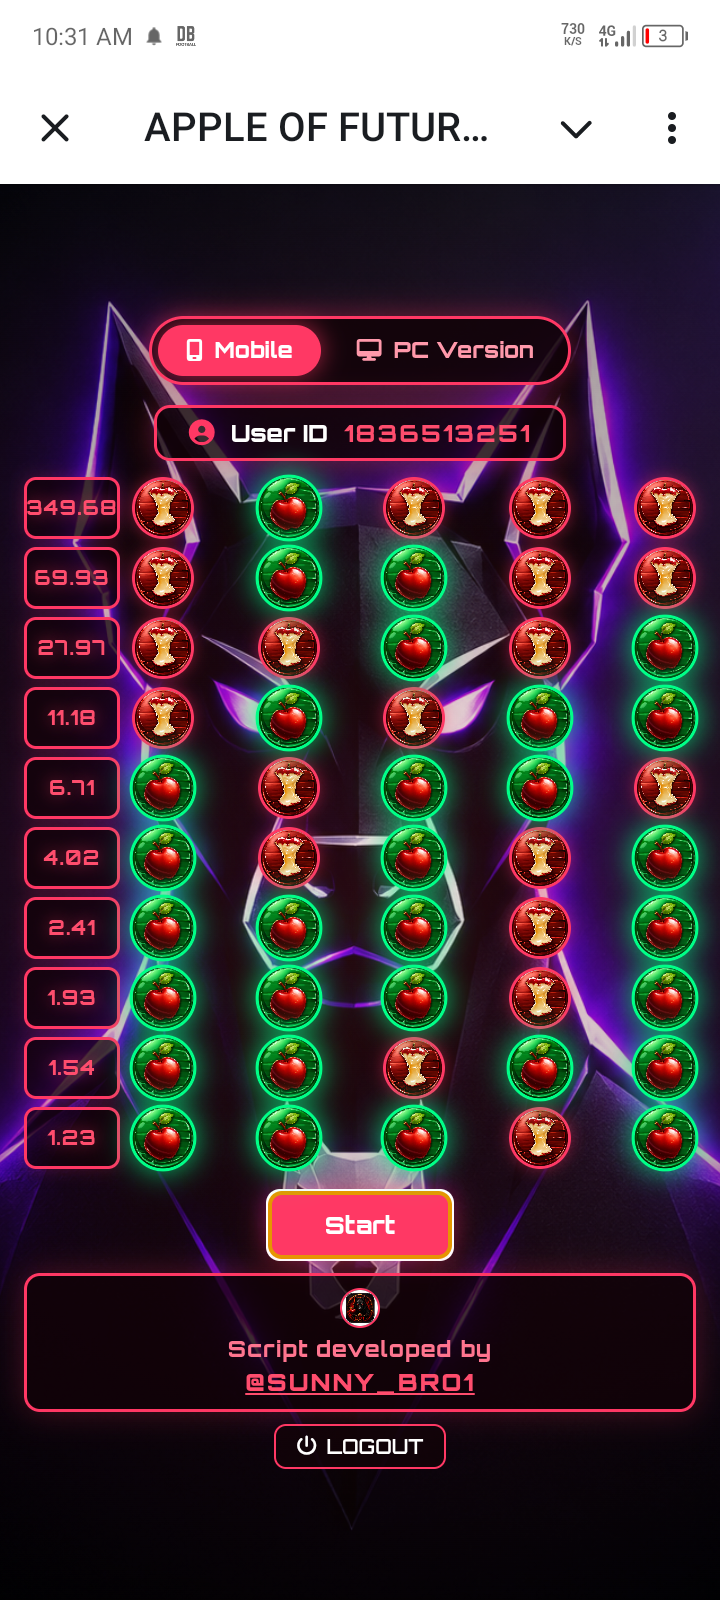 10:31 AM DB FOOTBALL 730 K/S 4G 3
APPLE OF FUTUR...
Mobile PC Version
User ID 1836513251
349.68
69.93
27.97
11.18
6.71
4.02
2.41
1.93
1.54
1.23
Start
Script developed by
@SUNNY_BRO1
LOGOUT